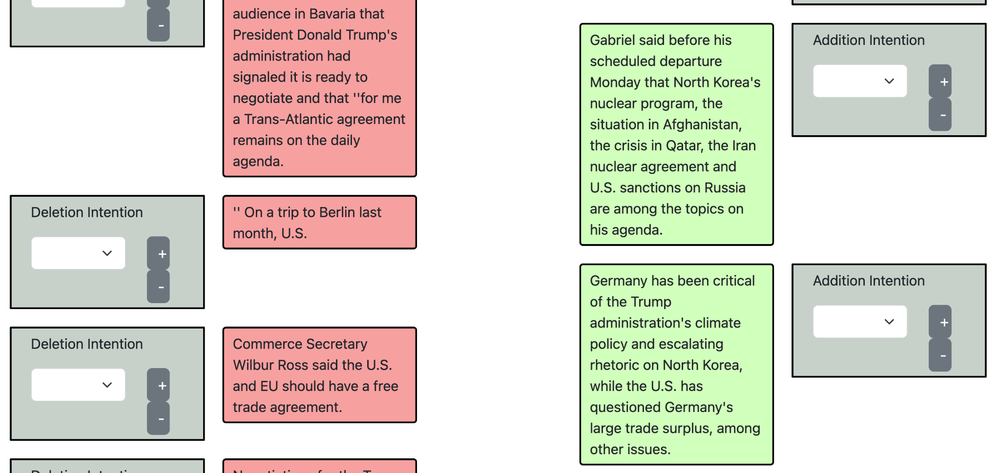 audience in Bavaria that
President Donald Trump's
administration had
signaled it is ready to
negotiate and that ''for me
a Trans-Atlantic agreement
remains on the daily
agenda.
-
Deletion Intention
+
-
'' On a trip to Berlin last
month, U.S.
Deletion Intention
+
-
Commerce Secretary
Wilbur Ross said the U.S.
and EU should have a free
trade agreement.
Gabriel said before his
scheduled departure
Monday that North Korea's
nuclear program, the
situation in Afghanistan,
the crisis in Qatar, the Iran
nuclear agreement and
U.S. sanctions on Russia
are among the topics on
his agenda.
Addition Intention
+
-
Germany has been critical
of the Trump
administration's climate
policy and escalating
rhetoric on North Korea,
while the U.S. has
questioned Germany's
large trade surplus, among
other issues.
Addition Intention
+
-